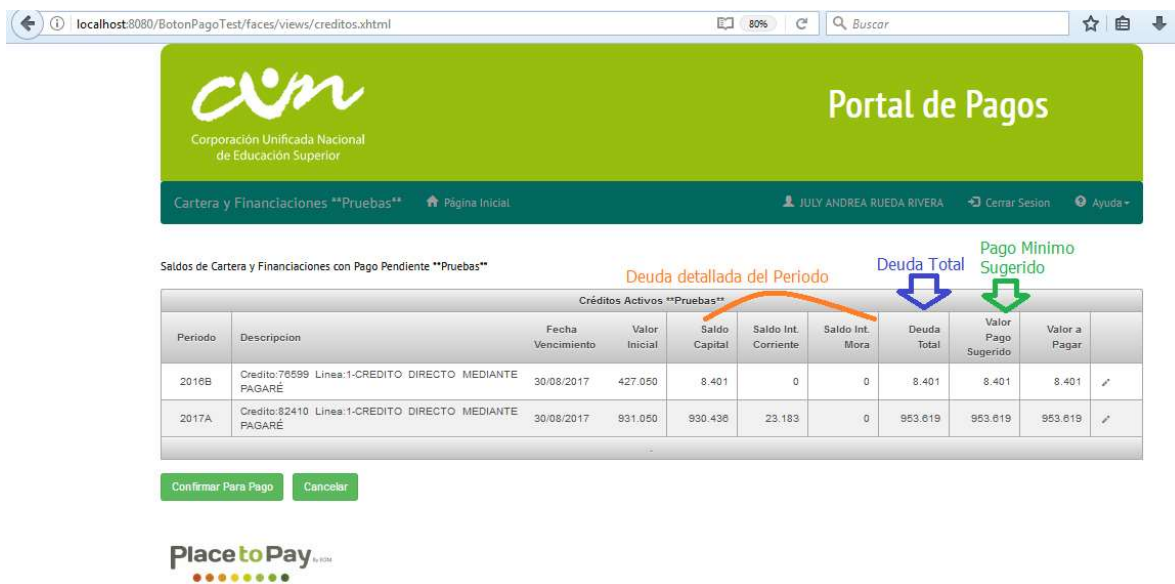 localhost:8080/BotonPagoTest/faces/views/creditos.xhtml 80% Buscar
cun
Corporación Unificada Nacional
de Educación Superior
Portal de Pagos
Cartera y Financiaciones **Pruebas** Página Inicial JULY ANDREA RUEDA RIVERA Cerrar Sesion Ayuda
Saldos de Cartera y Financiaciones con Pago Pendiente **Pruebas**
Deuda detallada del Periodo
Deuda Total
Pago Minimo
Sugerido
Créditos Activos **Pruebas**
Periodo
Descripcion
Fecha
Vencimiento
Valor
Inicial
Saldo
Capital
Saldo Int.
Corriente
Saldo Int.
Mora
Deuda
Total
Valor
Pago
Sugerido
Valor a
Pagar
2016B
Credito:76599 Linea:1-CREDITO DIRECTO MEDIANTE
PAGARÉ
30/08/2017 427.050 8.401 0 0 8.401 8.401 8.401
2017A
Credito:82410 Linea:1-CREDITO DIRECTO MEDIANTE
PAGARÉ
30/08/2017 931.050 930.436 23.183 0 953.619 953.619 953.619
Confirmar Para Pago Cancelar
PlacetoPay